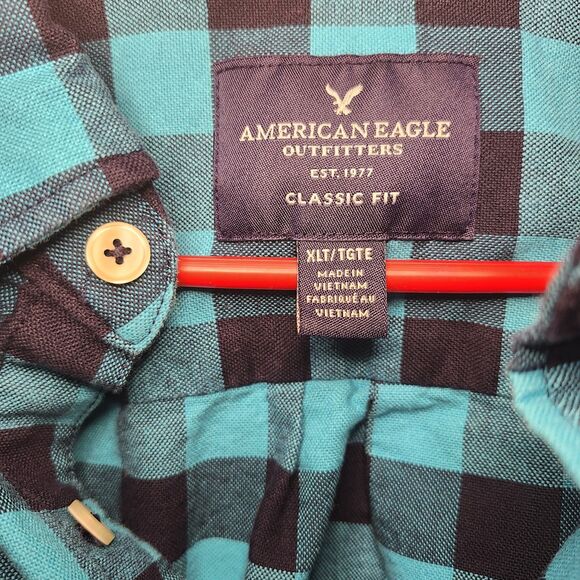 AMERICAN EAGLE
OUTFITTERS
EST. 1977
CLASSIC FIT
XLT/TGTE
MADE IN
VIETNAM
FABRIQUÉ AU
VIETNAM